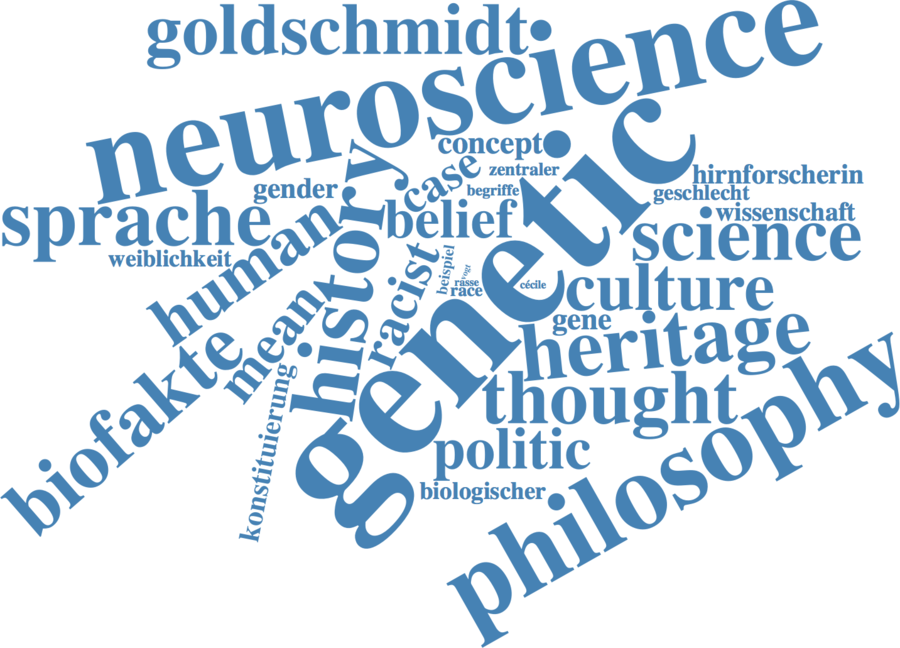 goldschmidt
neuroscience
concept
case
zentraler
hirnforscherin
gender
begriffe
geschlecht
sprache
history
belief
wissenschaft
human
science
weiblichkeit
racist
beispiel
vogt
rasse
race
cécile
culture
genetic
mean
gene
heritage
biofakte
thought
konstituierung
politic
philosophy
biologischer